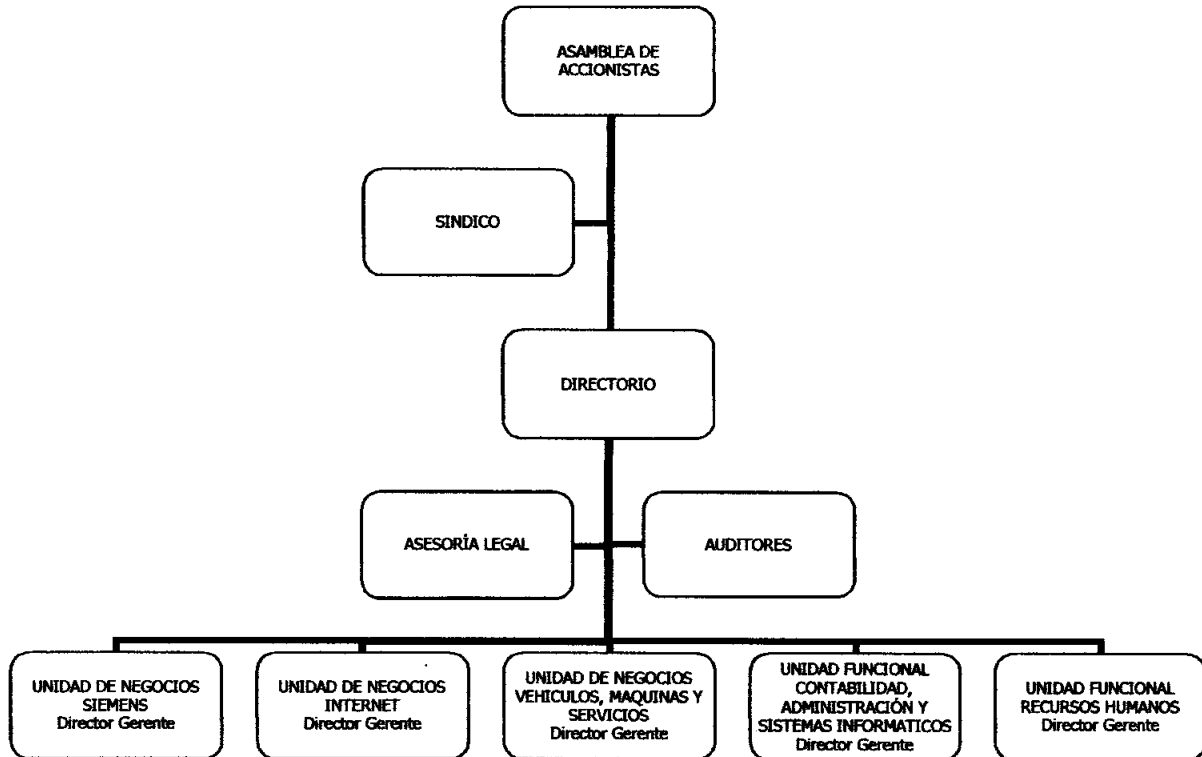 ASAMBLEA DE
ACCIONISTAS
SINDICO
DIRECTORIO
ASESORÍA LEGAL
AUDITORES
UNIDAD DE NEGOCIOS
SIEMENS
Director Gerente
UNIDAD DE NEGOCIOS
INTERNET
Director Gerente
UNIDAD DE NEGOCIOS
VEHICULOS, MAQUINAS Y
SERVICIOS
Director Gerente
UNIDAD FUNCIONAL
CONTABILIDAD,
ADMINISTRACIÓN Y
SISTEMAS INFORMATICOS
Director Gerente
UNIDAD FUNCIONAL
RECURSOS HUMANOS
Director Gerente